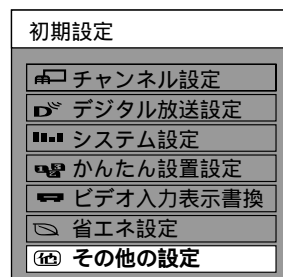 初期設定
チャンネル設定
デジタル放送設定
システム設定
かんたん設置設定
ビデオ入力表示書換
省エネ設定
その他の設定